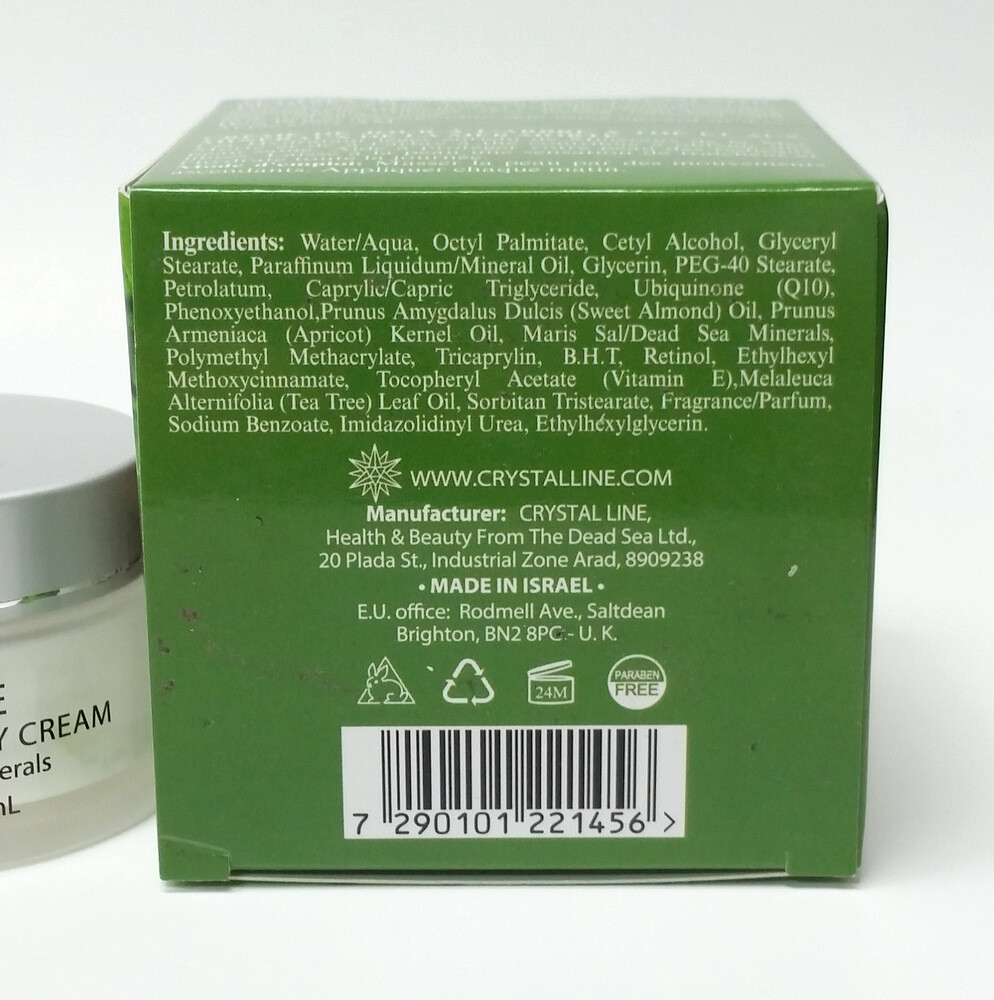 Appliquer chaque matin.
Ingredients: Water/Aqua, Octyl Palmitate, Cetyl Alcohol, Glyceryl
Stearate, Paraffinum Liquidum/Mineral Oil, Glycerin, PEG-40 Stearate,
Petrolatum, Caprylic/Capric Triglyceride, Ubiquinone (Q10),
Phenoxyethanol,Prunus Amygdalus Dulcis (Sweet Almond) Oil, Prunus
Armeniaca (Apricot) Kernel Oil, Maris Sal/Dead Sea Minerals,
Polymethyl Methacrylate, Tricaprylin, B.H.T, Retinol, Ethylhexyl
Methoxycinnamate, Tocopheryl Acetate (Vitamin E),Melaleuca
Alternifolia (Tea Tree) Leaf Oil, Sorbitan Tristearate, Fragrance/Parfum,
Sodium Benzoate, Imidazolidinyl Urea, Ethylhexylglycerin.
WWW.CRYSTALLINE.COM
Manufacturer: CRYSTAL LINE,
Health & Beauty From The Dead Sea Ltd.,
20 Plada St., Industrial Zone Arad, 8909238
• MADE IN ISRAEL •
E.U. office: Rodmell Ave., Saltdean
Brighton, BN2 8PG - U. K.
24M
PARABEN
FREE
7 290101 221456 >
E
Y CREAM
erals
nL